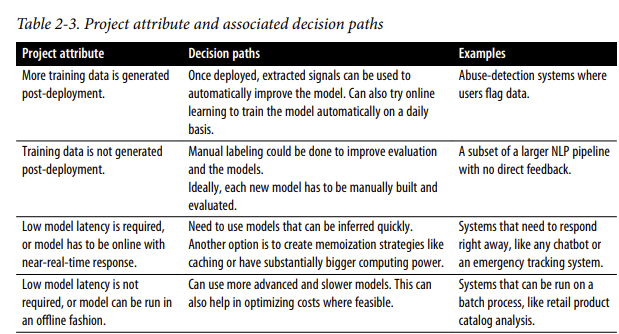 Table 2-3. Project attribute and associated decision paths
Project attribute Decision paths Examples
More training data is generated
post-deployment.
Once deployed, extracted signals can be used to
automatically improve the model. Can also try online
learning to train the model automatically on a daily
basis.
Abuse-detection systems where
users flag data.
Training data is not generated
post-deployment.
Manual labeling could be done to improve evaluation
and the models.
Ideally, each new model has to be manually built and
evaluated.
A subset of a larger NLP pipeline
with no direct feedback.
Low model latency is required,
or model has to be online with
near-real-time response.
Need to use models that can be inferred quickly.
Another option is to create memoization strategies like
caching or have substantially bigger computing power.
Systems that need to respond
right away, like any chatbot or
an emergency tracking system.
Low model latency is not
required, or model can be run in
an offline fashion.
Can use more advanced and slower models. This can
also help in optimizing costs where feasible.
Systems that can be run on a
batch process, like retail product
catalog analysis.